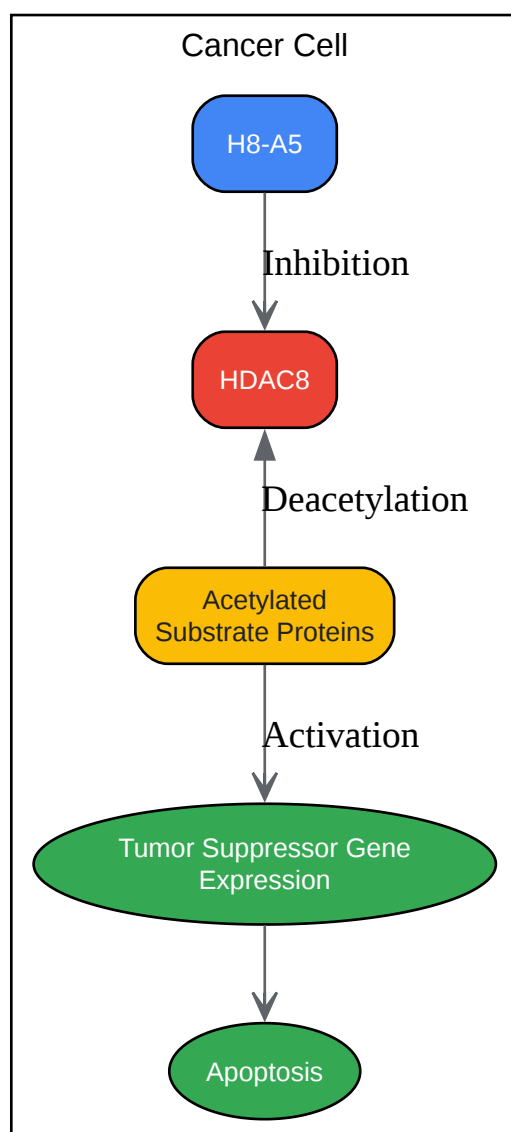 Cancer Cell
H8-A5
Inhibition
HDAC8
Deacetylation
Acetylated
Substrate Proteins
Activation
Tumor Suppressor Gene
Expression
Apoptosis